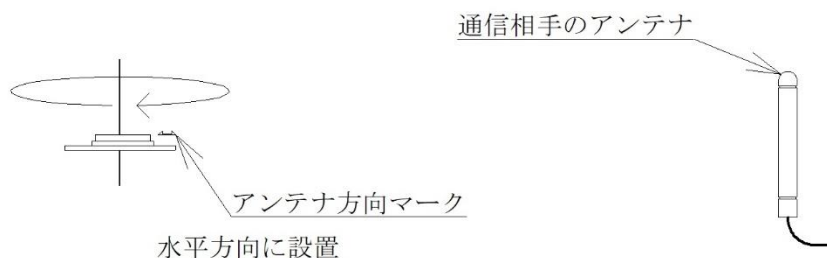 通信相手のアンテナ
アンテナ方向マーク
水平方向に設置